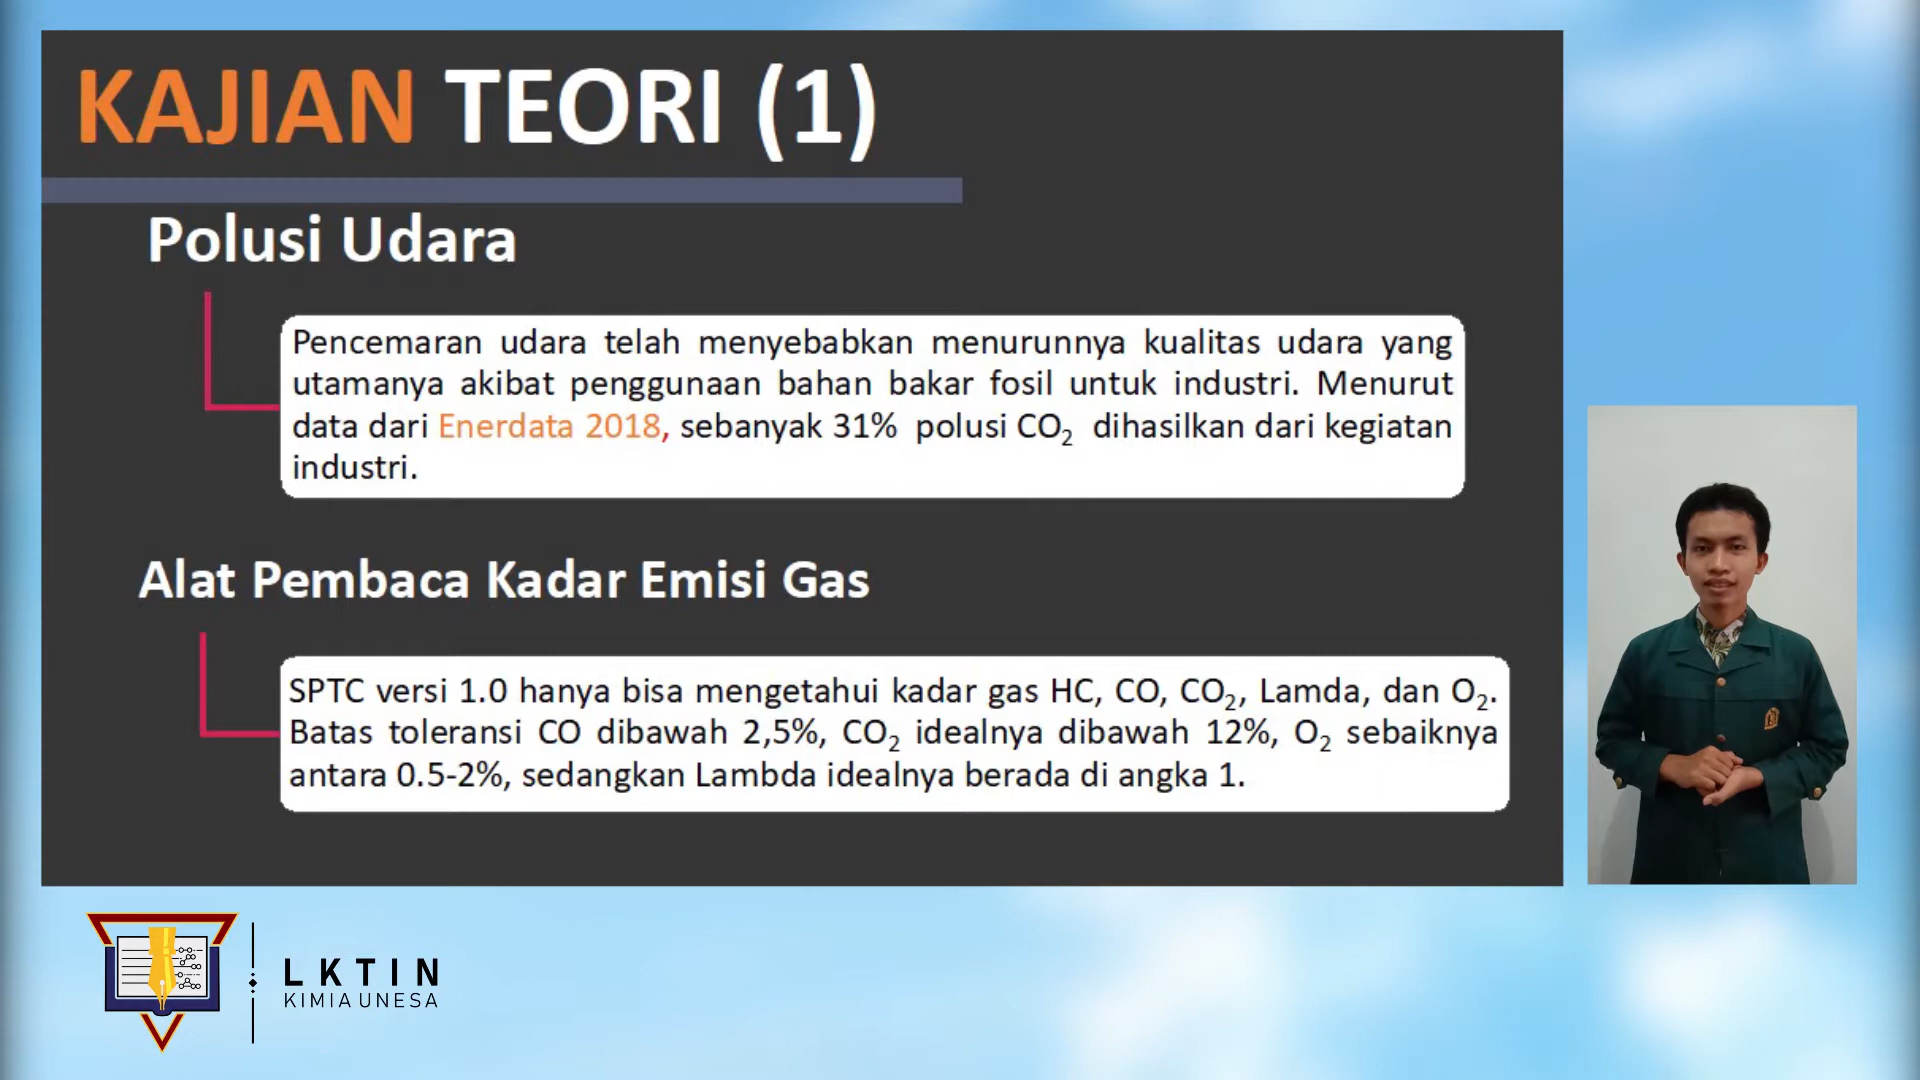 KAJIAN TEORI (1)
Polusi Udara
Pencemaran udara telah menyebabkan menurunnya kualitas udara yang
utamanya akibat penggunaan bahan bakar fosil untuk industri. Menurut
data dari Enerdata 2018, sebanyak 31% polusi CO₂ dihasilkan dari kegiatan
industri.
Alat Pembaca Kadar Emisi Gas
SPTC versi 1.0 hanya bisa mengetahui kadar gas HC, CO, CO₂, Lamda, dan O₂.
Batas toleransi CO dibawah 2,5%, CO₂ idealnya dibawah 12%, O₂ sebaiknya
antara 0.5-2%, sedangkan Lambda idealnya berada di angka 1.
LKTIN
KIMIA UNESA